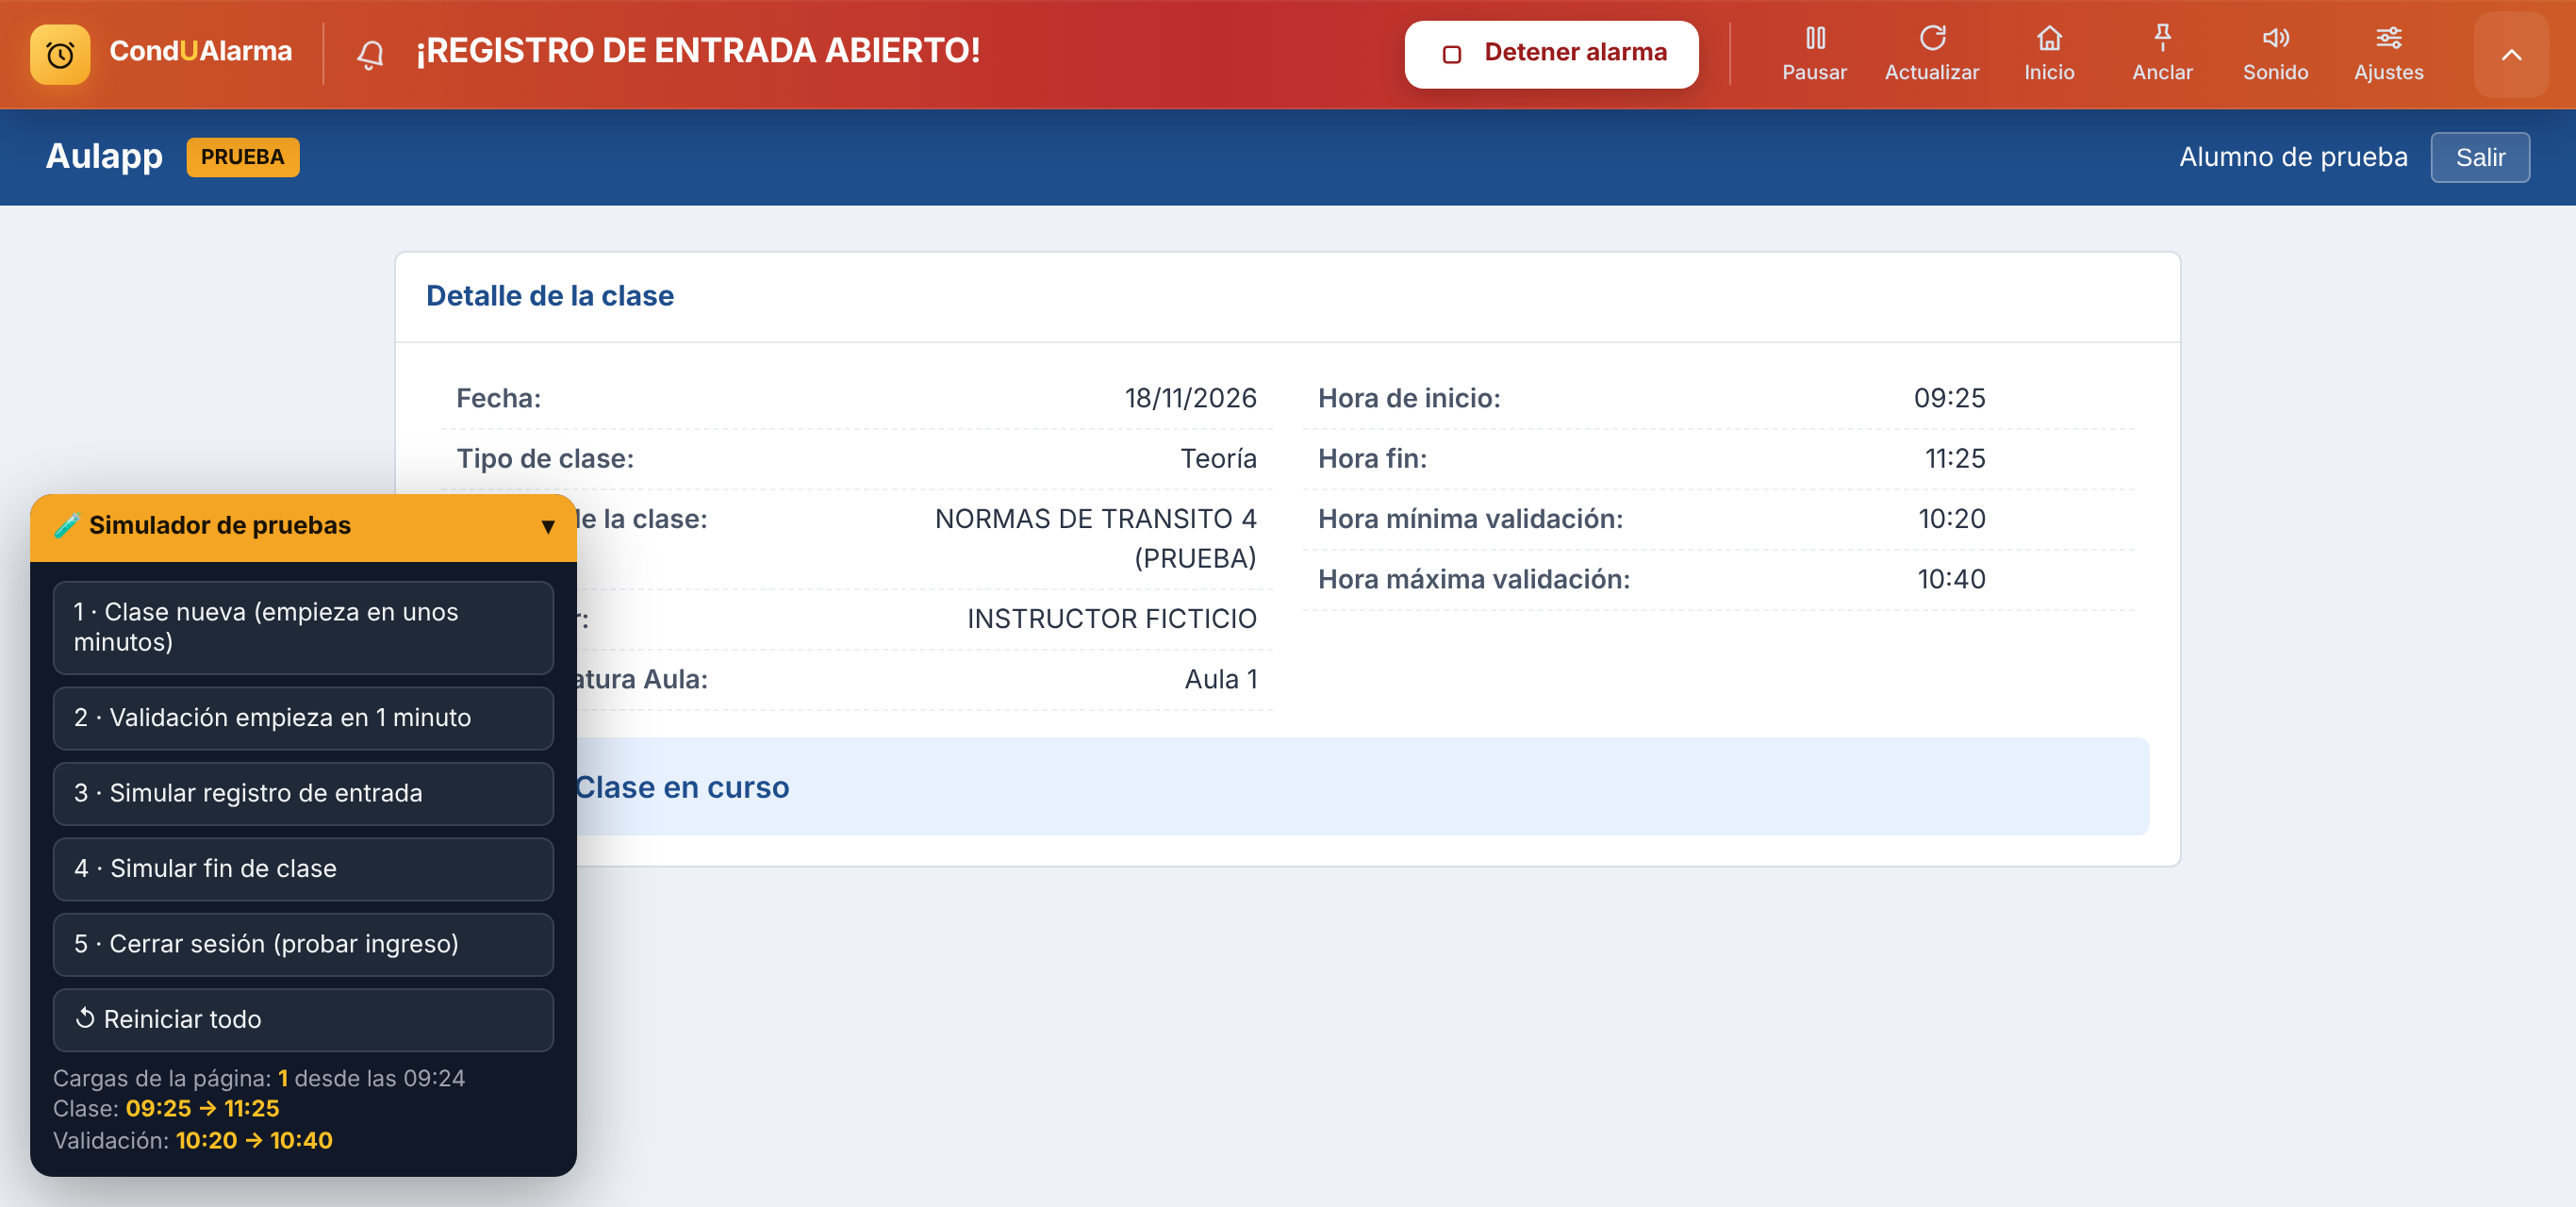 CondUAlarma
¡REGISTRO DE ENTRADA ABIERTO!
Detener alarma
Pausar
Actualizar
Inicio
Anclar
Sonido
Ajustes
Aulapp
PRUEBA
Alumno de prueba
Salir
Detalle de la clase
Fecha: 18/11/2026
Tipo de clase: Teoría
de la clase: NORMAS DE TRANSITO 4
(PRUEBA)
INSTRUCTOR FICTICIO
Aula: Aula 1
Hora de inicio: 09:25
Hora fin: 11:25
Hora mínima validación: 10:20
Hora máxima validación: 10:40
Clase en curso
Simulador de pruebas
1 · Clase nueva (empieza en unos
minutos)
2 · Validación empieza en 1 minuto
3 · Simular registro de entrada
4 · Simular fin de clase
5 · Cerrar sesión (probar ingreso)
Reiniciar todo
Cargas de la página: 1 desde las 09:24
Clase: 09:25 → 11:25
Validación: 10:20 → 10:40